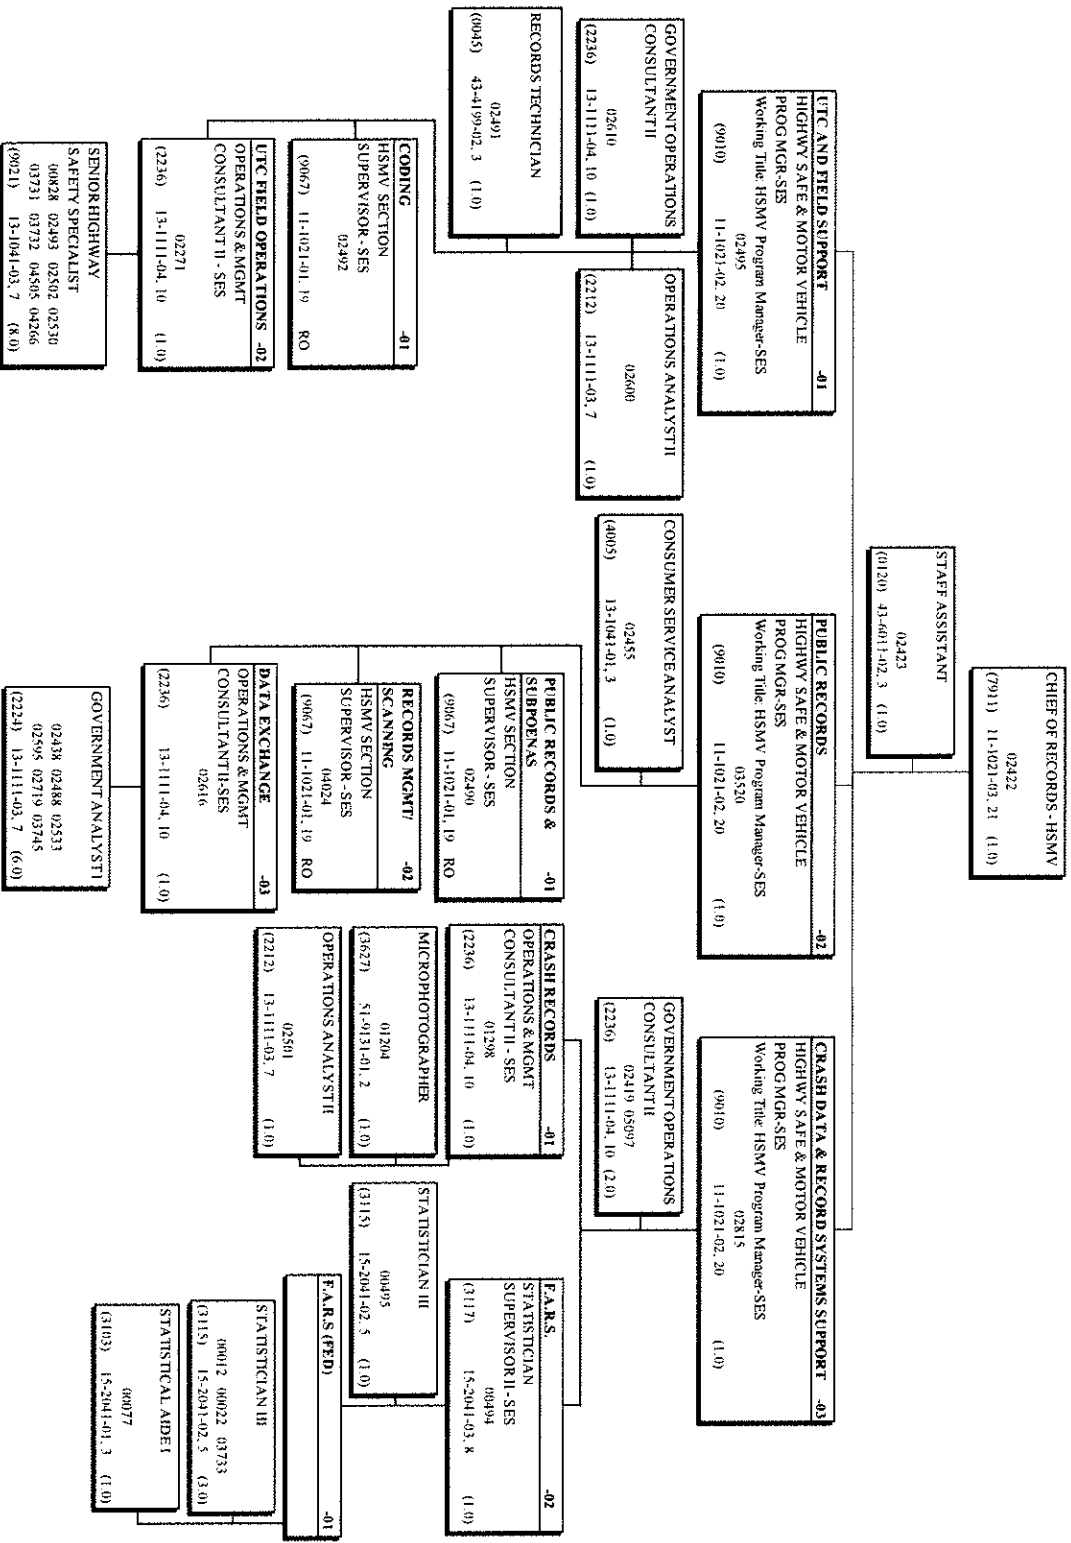 CHIEF OF RECORDS - HSMV
02422
(7911) 11-1021-03, 21 (1.0)
STAFF ASSISTANT
02423
(0120) 43-6011-02, 3 (1.0)
UTC AND FIELD SUPPORT -01
HIGHWY SAFE & MOTOR VEHICLE
PROG MGR-SES
Working Title: HSMV Program Manager-SES
02495
(9010) 11-1021-02, 20 (1.0)
GOVERNMENT OPERATIONS
CONSULTANT II
02610
(2236) 13-1111-04, 10 (1.0)
OPERATIONS ANALYST II
02600
(2212) 13-1111-03, 7 (1.0)
RECORDS TECHNICIAN
02491
(0045) 43-4199-02, 3 (1.0)
CODING -01
HSMV SECTION
SUPERVISOR - SES
02492
(9067) 11-1021-01, 19 RO
UTC FIELD OPERATIONS -02
OPERATIONS & MGMT
CONSULTANT II - SES
02271
(2236) 13-1111-04, 10 (1.0)
SENIOR HIGHWAY
SAFETY SPECIALIST
00828 02493 02502 02530
03731 03732 04505 04266
(9021) 13-1041-03, 7 (8.0)
PUBLIC RECORDS -02
HIGHWY SAFE & MOTOR VEHICLE
PROG MGR-SES
Working Title: HSMV Program Manager-SES
03520
(9010) 11-1021-02, 20 (1.0)
CONSUMER SERVICE ANALYST
02455
(4005) 13-1041-01, 3 (1.0)
PUBLIC RECORDS &
SUBPOENAS -01
HSMV SECTION
SUPERVISOR - SES
02490
(9067) 11-1021-01, 19 RO
RECORDS MGMT/
SCANNING -02
HSMV SECTION
SUPERVISOR - SES
04024
(9067) 11-1021-01, 19 RO
DATA EXCHANGE -03
OPERATIONS & MGMT
CONSULTANT II-SES
02616
(2236) 13-1111-04, 10 (1.0)
GOVERNMENT ANALYST I
02438 02488 02533
02595 02719 03745
(2224) 13-1111-03, 7 (6.0)
CRASH DATA & RECORD SYSTEMS SUPPORT -03
HIGHWY SAFE & MOTOR VEHICLE
PROG MGR-SES
Working Title: HSMV Program Manager-SES
02815
(9010) 11-1021-02, 20 (1.0)
GOVERNMENT OPERATIONS
CONSULTANT II
02419 05097
(2236) 13-1111-04, 10 (2.0)
CRASH RECORDS -01
OPERATIONS & MGMT
CONSULTANT II - SES
01298
(2236) 13-1111-04, 10 (1.0)
MICROPHOTOGRAPHER
01204
(3627) 51-9131-01, 2 (1.0)
OPERATIONS ANALYST II
02501
(2212) 13-1111-03, 7 (1.0)
F.A.R.S. -02
STATISTICIAN
SUPERVISOR II - SES
00494
(3117) 15-2041-03, 8 (1.0)
STATISTICIAN III
00495
(3115) 15-2041-02, 5 (1.0)
F.A.R.S (FED) -01
STATISTICIAN III
00012 00022 03733
(3115) 15-2041-02, 5 (3.0)
STATISTICAL AIDE I
00077
(3103) 15-2041-01, 3 (1.0)